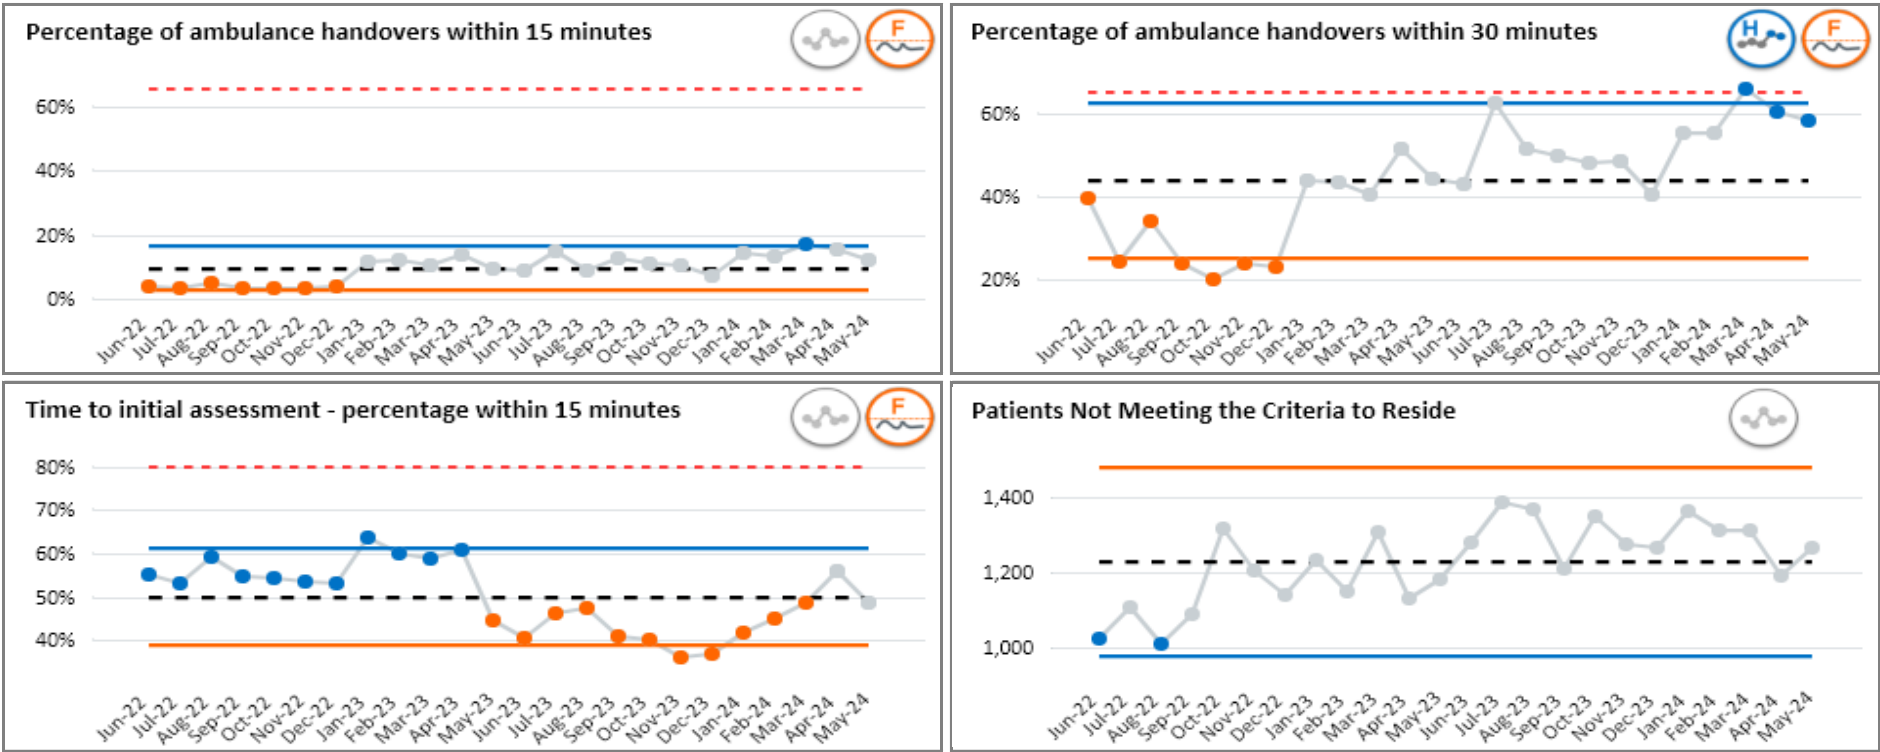 Percentage of ambulance handovers within 15 minutes
F
60%
40%
20%
0%
Jun-22
Jul-22
Aug-22
Sep-22
Oct-22
Nov-22
Dec-22
Jan-23
Feb-23
Mar-23
Apr-23
May-23
Jun-23
Jul-23
Aug-23
Sep-23
Oct-23
Nov-23
Dec-23
Jan-24
Feb-24
Mar-24
Apr-24
May-24
Percentage of ambulance handovers within 30 minutes
H
F
60%
40%
20%
Jun-22
Jul-22
Aug-22
Sep-22
Oct-22
Nov-22
Dec-22
Jan-23
Feb-23
Mar-23
Apr-23
May-23
Jun-23
Jul-23
Aug-23
Sep-23
Oct-23
Nov-23
Dec-23
Jan-24
Feb-24
Mar-24
Apr-24
May-24
Time to initial assessment - percentage within 15 minutes
F
80%
70%
60%
50%
40%
Jun-22
Jul-22
Aug-22
Sep-22
Oct-22
Nov-22
Dec-22
Jan-23
Feb-23
Mar-23
Apr-23
May-23
Jun-23
Jul-23
Aug-23
Sep-23
Oct-23
Nov-23
Dec-23
Jan-24
Feb-24
Mar-24
Apr-24
May-24
Patients Not Meeting the Criteria to Reside
1,400
1,200
1,000
Jun-22
Jul-22
Aug-22
Sep-22
Oct-22
Nov-22
Dec-22
Jan-23
Feb-23
Mar-23
Apr-23
May-23
Jun-23
Jul-23
Aug-23
Sep-23
Oct-23
Nov-23
Dec-23
Jan-24
Feb-24
Mar-24
Apr-24
May-24